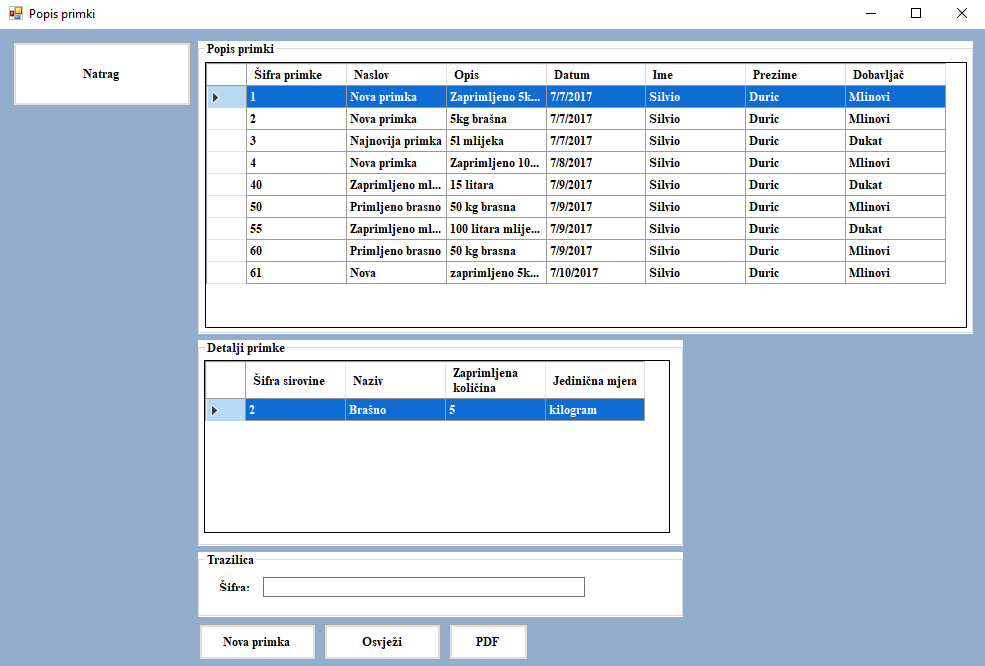 Popis primki
Natrag
Popis primki
Šifra primke Naslov Opis Datum Ime Prezime Dobavljač
1 Nova primka Zaprimljeno 5k... 7/7/2017 Silvio Duric Mlinovi
2 Nova primka 5kg brašna 7/7/2017 Silvio Duric Mlinovi
3 Najnovija primka 5l mlijeka 7/7/2017 Silvio Duric Dukat
4 Nova primka Zaprimljeno 10... 7/8/2017 Silvio Duric Mlinovi
40 Zaprimljeno ml... 15 litara 7/9/2017 Silvio Duric Dukat
50 Primljeno brasno 50 kg brasna 7/9/2017 Silvio Duric Mlinovi
55 Zaprimljeno ml... 100 litara mlije... 7/9/2017 Silvio Duric Dukat
60 Primljeno brasno 50 kg brasna 7/9/2017 Silvio Duric Mlinovi
61 Nova zaprimljeno 5k... 7/10/2017 Silvio Duric Mlinovi
Detalji primke
Šifra sirovine Naziv Zaprimljena količina Jedinična mjera
2 Brašno 5 kilogram
Trazilica
Šifra:
Nova primka Osvježi PDF